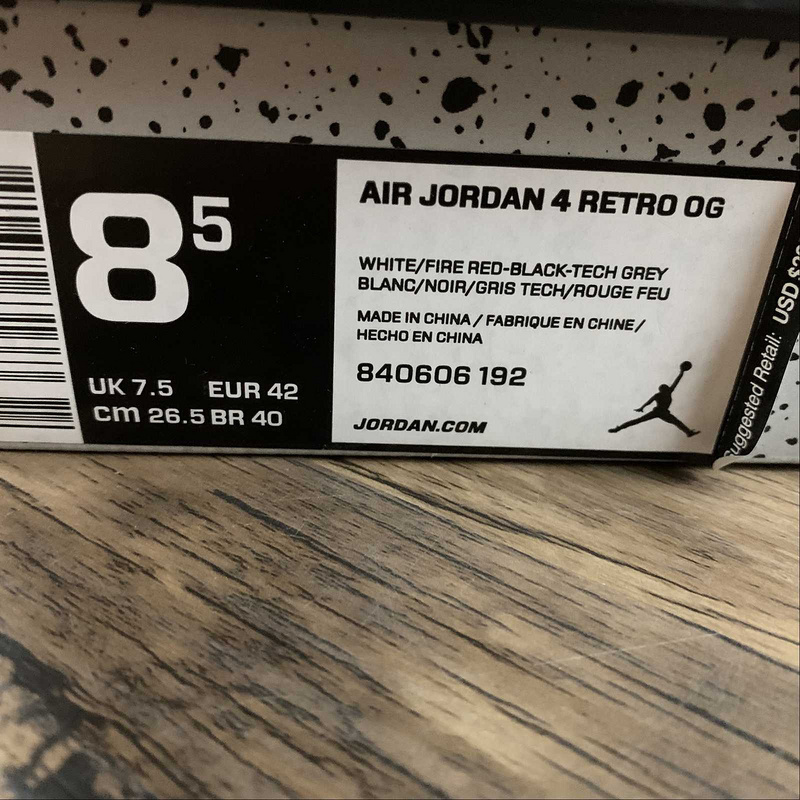 8 5
UK 7.5 EUR 42
cm 26.5 BR 40
AIR JORDAN 4 RETRO OG
WHITE/FIRE RED-BLACK-TECH GREY
BLANC/NOIR/GRIS TECH/ROUGE FEU
MADE IN CHINA / FABRIQUE EN CHINE /
HECHO EN CHINA
840606 192
JORDAN.COM
Suggested Retail: USD